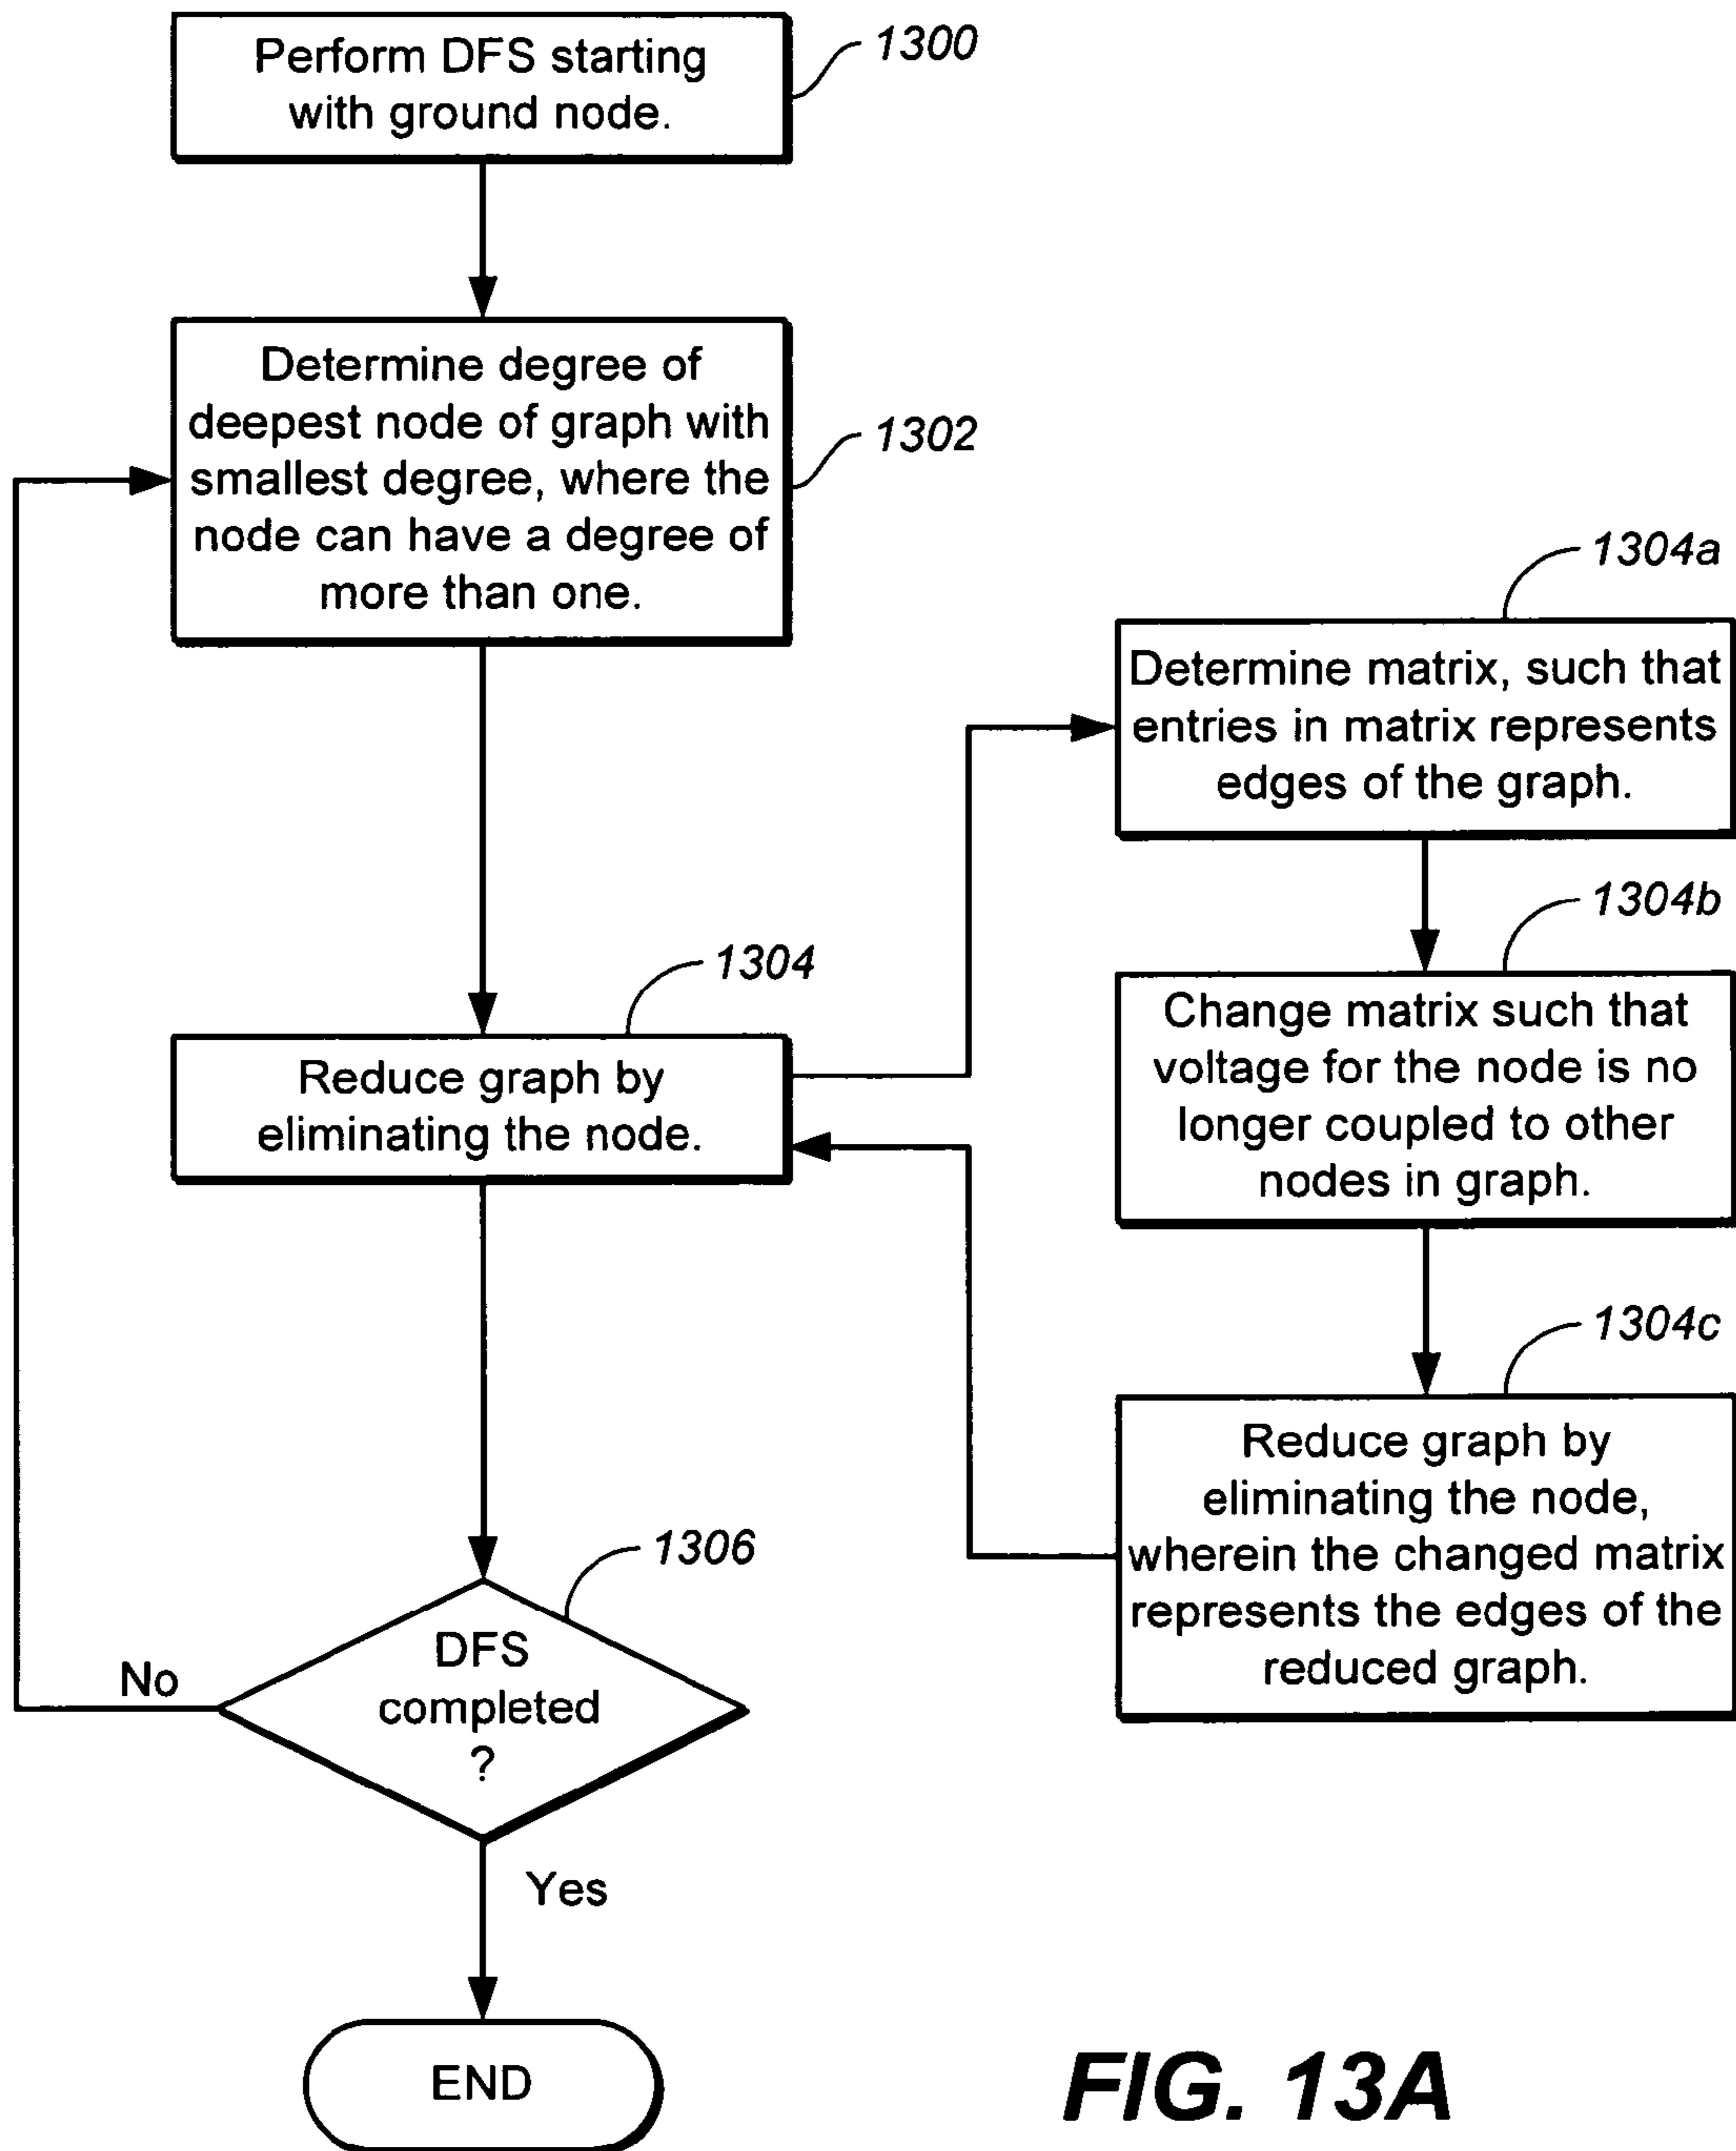 Perform DFS starting
with ground node.
1300
Determine degree of
deepest node of graph with
smallest degree, where the
node can have a degree of
more than one.
1302
1304
Reduce graph by
eliminating the node.
1304a
Determine matrix, such that
entries in matrix represents
edges of the graph.
1304b
Change matrix such that
voltage for the node is no
longer coupled to other
nodes in graph.
1304c
Reduce graph by
eliminating the node,
wherein the changed matrix
represents the edges of the
reduced graph.
1306
DFS
completed
?
No
Yes
END
FIG. 13A